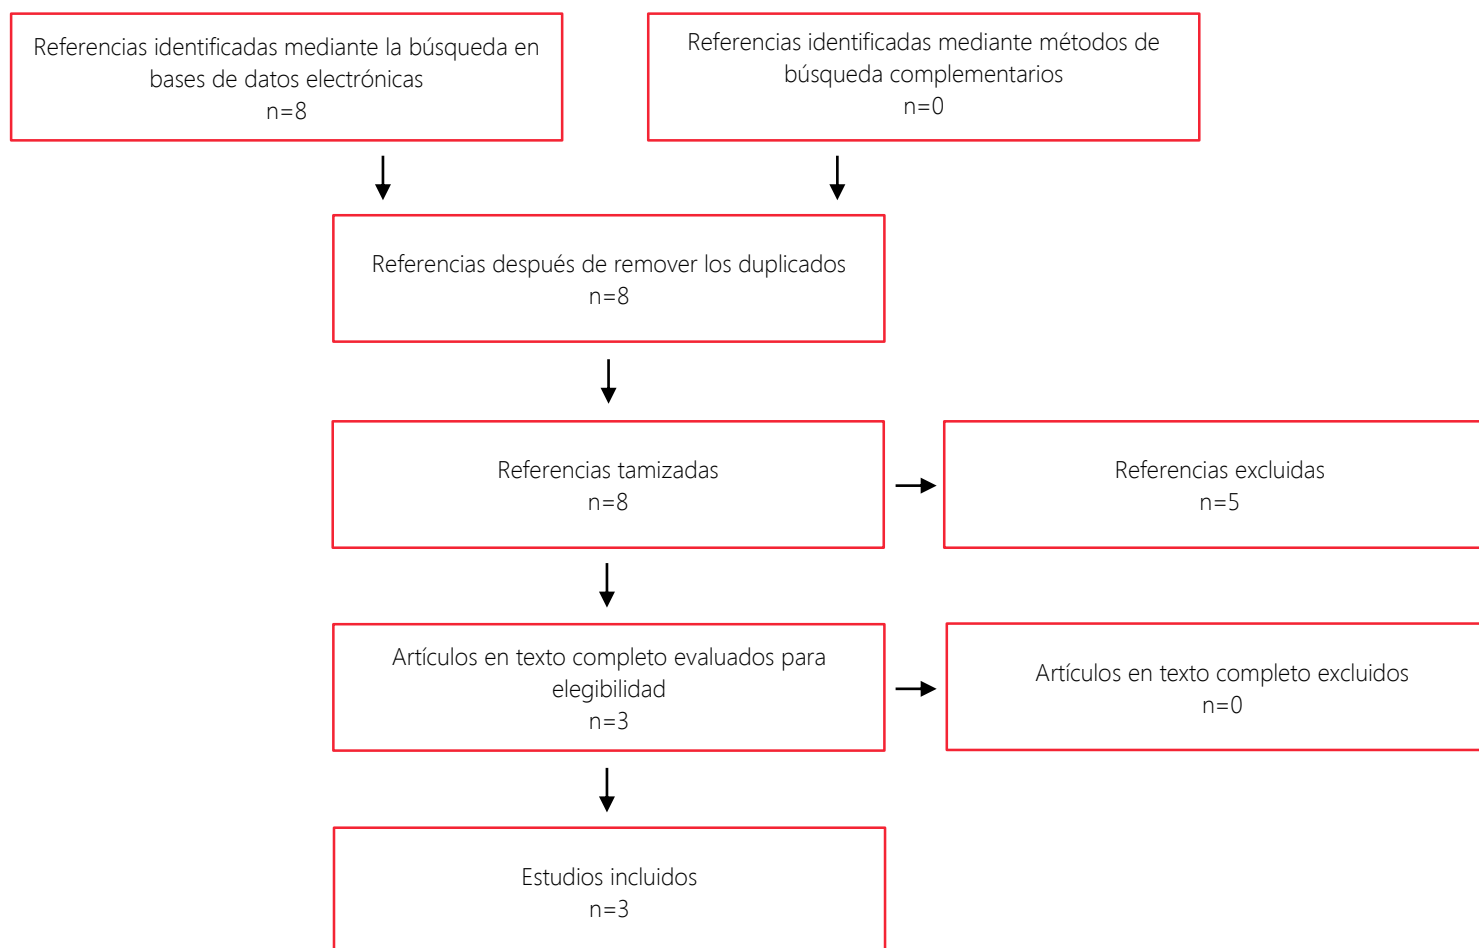 Referencias identificadas mediante la búsqueda en
bases de datos electrónicas
n=8
Referencias identificadas mediante métodos de
búsqueda complementarios
n=0
Referencias después de remover los duplicados
n=8
Referencias tamizadas
n=8
Referencias excluidas
n=5
Artículos en texto completo evaluados para
elegibilidad
n=3
Artículos en texto completo excluidos
n=0
Estudios incluidos
n=3